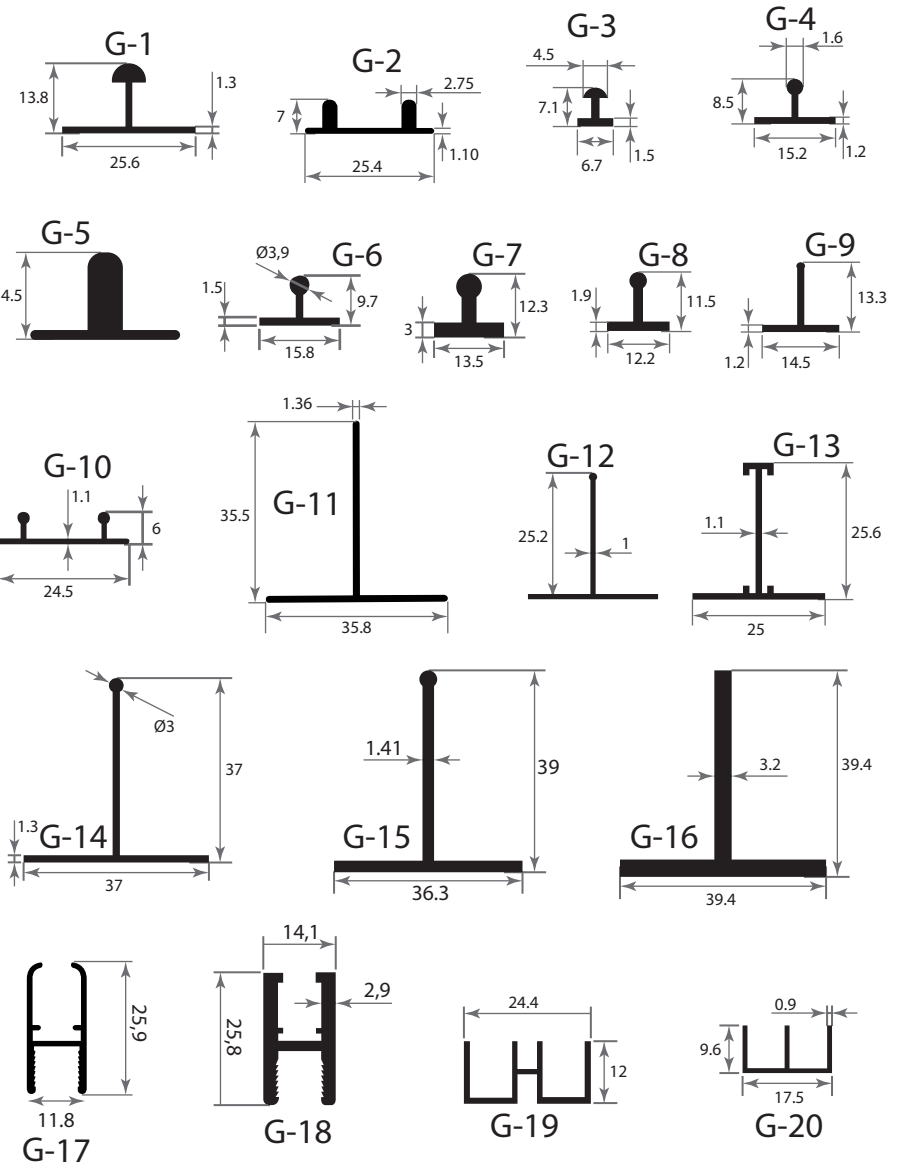 G-1
13.8
1.3
25.6
G-2
2.75
7
1.10
25.4
G-3
4.5
7.1
1.5
6.7
G-4
1.6
8.5
1.2
15.2
G-5
4.5
G-6
Ø3,9
1.5
9.7
15.8
G-7
12.3
3
13.5
G-8
1.9
11.5
12.2
G-9
13.3
1.2
14.5
G-10
1.1
6
24.5
G-11
1.36
35.5
35.8
G-12
25.2
1
G-13
1.1
25.6
25
G-14
Ø3
37
1.3
37
G-15
1.41
39
36.3
G-16
3.2
39.4
39.4
25,9
11.8
G-17
14,1
2,9
25,8
G-18
24.4
12
G-19
0.9
9.6
17.5
G-20